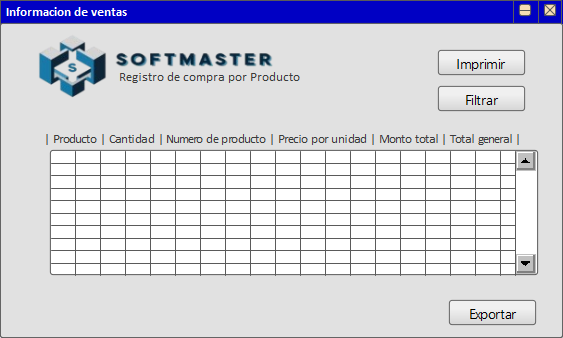 Informacion de ventas
S
SOFTMASTER
Registro de compra por Producto
Imprimir
Filtrar
| Producto | Cantidad | Numero de producto | Precio por unidad | Monto total | Total general |
Exportar